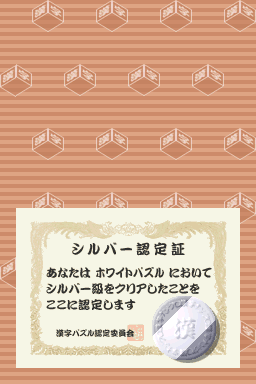 シルバー認定証
あなたは ホワイトパズル において
シルバー級をクリアしたことを
ここに認定します
漢字パズル認定委員会
漢